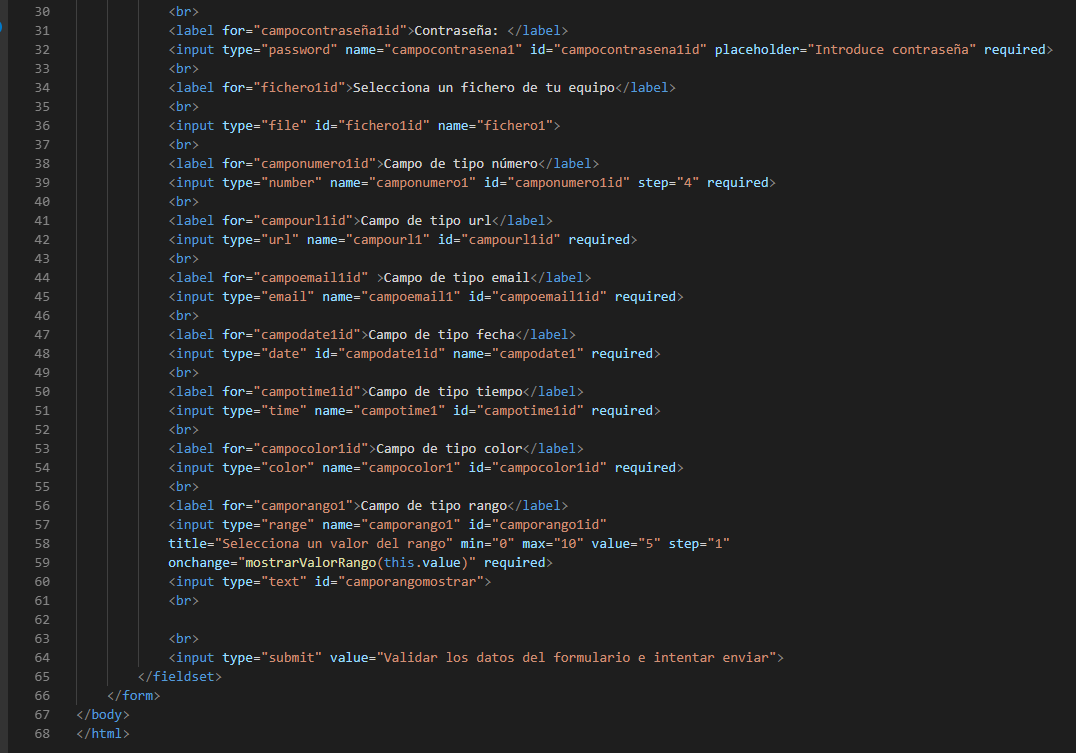 30 <br>
31 <label for="campocontraseña1id">Contraseña: </label>
32 <input type="password" name="campocontrasena1" id="campocontrasena1id" placeholder="Introduce contraseña" required>
33 <br>
34 <label for="fichero1id">Selecciona un fichero de tu equipo</label>
35 <br>
36 <input type="file" id="fichero1id" name="fichero1">
37 <br>
38 <label for="camponumero1id">Campo de tipo número</label>
39 <input type="number" name="camponumero1" id="camponumero1id" step="4" required>
40 <br>
41 <label for="campourl1id">Campo de tipo url</label>
42 <input type="url" name="campourl1" id="campourl1id" required>
43 <br>
44 <label for="campoemail1id" >Campo de tipo email</label>
45 <input type="email" name="campoemail1" id="campoemail1id" required>
46 <br>
47 <label for="campodate1id">Campo de tipo fecha</label>
48 <input type="date" id="campodate1id" name="campodate1" required>
49 <br>
50 <label for="campotime1id">Campo de tipo tiempo</label>
51 <input type="time" name="campotime1" id="campotime1id" required>
52 <br>
53 <label for="campocolor1id">Campo de tipo color</label>
54 <input type="color" name="campocolor1" id="campocolor1id" required>
55 <br>
56 <label for="camporango1">Campo de tipo rango</label>
57 <input type="range" name="camporango1" id="camporango1id"
58 title="Selecciona un valor del rango" min="0" max="10" value="5" step="1"
59 onchange="mostrarValorRango(this.value)" required>
60 <input type="text" id="camporangomostrar">
61 <br>
62
63 <br>
64 <input type="submit" value="Validar los datos del formulario e intentar enviar">
65 </fieldset>
66 </form>
67 </body>
68 </html>